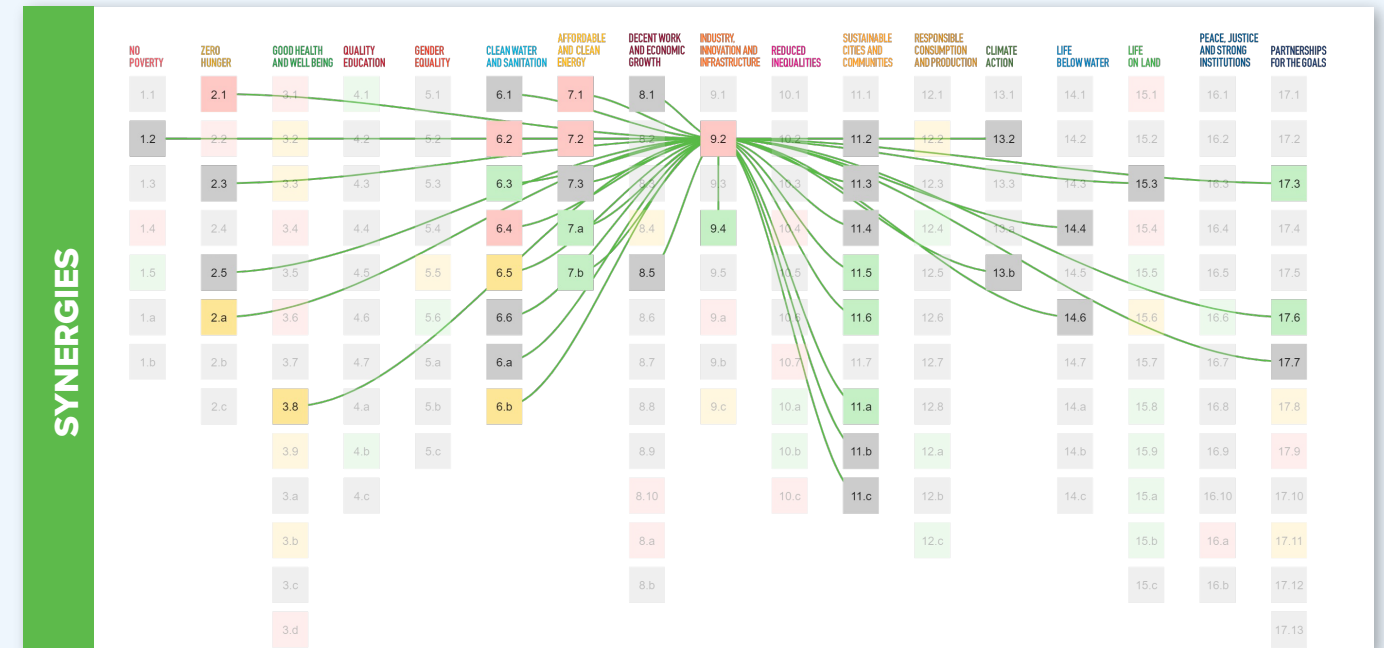 SYNERGIES
NO POVERTY
ZERO HUNGER
GOOD HEALTH AND WELL BEING
QUALITY EDUCATION
GENDER EQUALITY
CLEAN WATER AND SANITATION
AFFORDABLE AND CLEAN ENERGY
DECENT WORK AND ECONOMIC GROWTH
INDUSTRY, INNOVATION AND INFRASTRUCTURE
REDUCED INEQUALITIES
SUSTAINABLE CITIES AND COMMUNITIES
RESPONSIBLE CONSUMPTION AND PRODUCTION
CLIMATE ACTION
LIFE BELOW WATER
LIFE ON LAND
PEACE, JUSTICE AND STRONG INSTITUTIONS
PARTNERSHIPS FOR THE GOALS
1.1 2.1 3.1 4.1 5.1 6.1 7.1 8.1 9.1 10.1 11.1 12.1 13.1 14.1 15.1 16.1 17.1
1.2 2.2 3.2 4.2 5.2 6.2 7.2 8.2 9.2 10.2 11.2 12.2 13.2 14.2 15.2 16.2 17.2
1.3 2.3 3.3 4.3 5.3 6.3 7.3 8.3 9.3 10.3 11.3 12.3 13.3 14.3 15.3 16.3 17.3
1.4 2.4 3.4 4.4 5.4 6.4 7.a 8.4 9.4 10.4 11.4 12.4 13.a 14.4 15.4 16.4 17.4
1.5 2.5 3.5 4.5 5.5 6.5 7.b 8.5 9.5 10.5 11.5 12.5 13.b 14.5 15.5 16.5 17.5
1.a 2.a 3.6 4.6 5.6 6.6 8.6 9.a 10.6 11.6 12.6 14.6 15.6 16.6 17.6
1.b 2.b 3.7 4.7 5.a 6.a 8.7 9.b 10.7 11.7 12.7 14.7 15.7 16.7 17.7
2.c 3.8 4.a 5.b 6.b 8.8 9.c 10.a 11.a 12.8 14.a 15.8 16.8 17.8
3.9 4.b 5.c 8.9 10.b 11.b 12.a 14.b 15.9 16.9 17.9
3.a 4.c 8.10 10.c 11.c 12.b 14.c 15.a 16.10 17.10
3.b 8.a 12.c 15.b 16.a 17.11
3.c 8.b 15.c 16.b 17.12
3.d 17.13